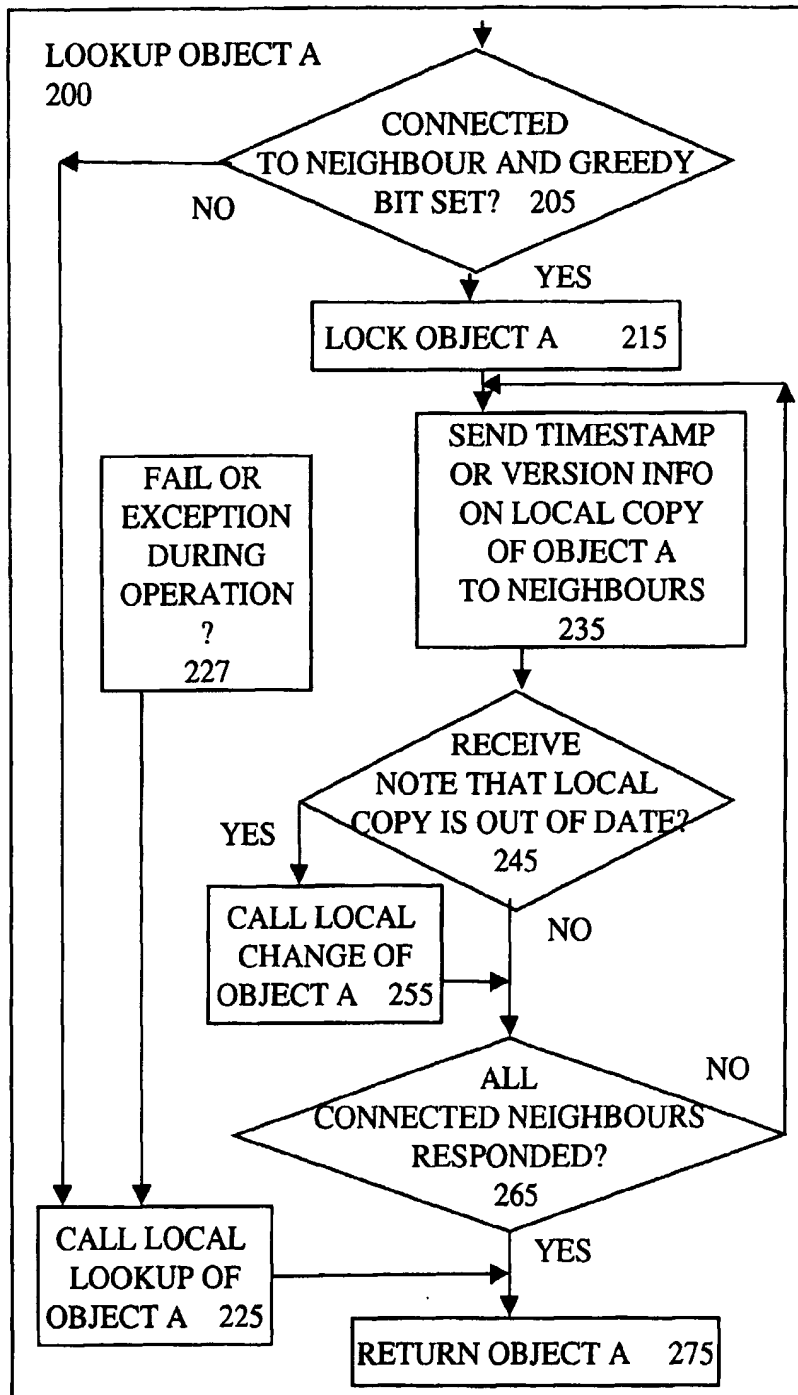 LOOKUP OBJECT A
200
CONNECTED
TO NEIGHBOUR AND GREEDY
BIT SET? 205
NO
YES
LOCK OBJECT A 215
SEND TIMESTAMP
OR VERSION INFO
ON LOCAL COPY
OF OBJECT A
TO NEIGHBOURS
235
FAIL OR
EXCEPTION
DURING
OPERATION
?
227
RECEIVE
NOTE THAT LOCAL
COPY IS OUT OF DATE?
245
YES
NO
CALL LOCAL
CHANGE OF
OBJECT A 255
ALL
CONNECTED NEIGHBOURS
RESPONDED?
265
NO
YES
CALL LOCAL
LOOKUP OF
OBJECT A 225
RETURN OBJECT A 275